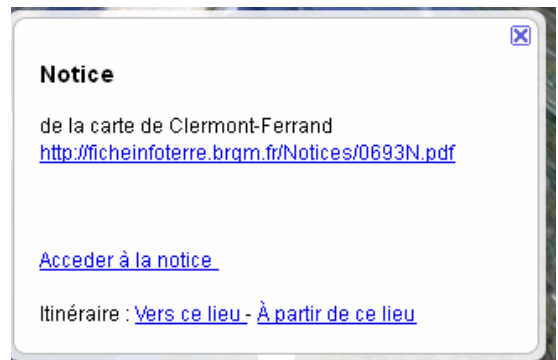 Notice
de la carte de Clermont-Ferrand
http://ficheinfoterre.brgm.fr/Notices/0693N.pdf
Acceder à la notice
Itinéraire : Vers ce lieu - À partir de ce lieu